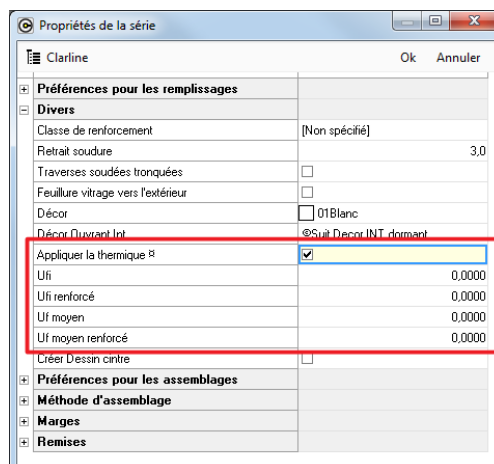 Propriétés de la série
Clarline Ok Annuler
Préférences pour les remplissages
Divers
Classe de renforcement [Non spécifié]
Retrait soudure 3,0
Traverses soudées tronquées
Feuillure vitrage vers l'extérieur
Décor 01Blanc
Décor Ouvrant Int ©Suit Decor INT dormant
Appliquer la thermique ¤
Ufi 0,0000
Ufi renforcé 0,0000
Uf moyen 0,0000
Uf moyen renforcé 0,0000
Créer Dessin cintre
Préférences pour les assemblages
Méthode d'assemblage
Marges
Remises